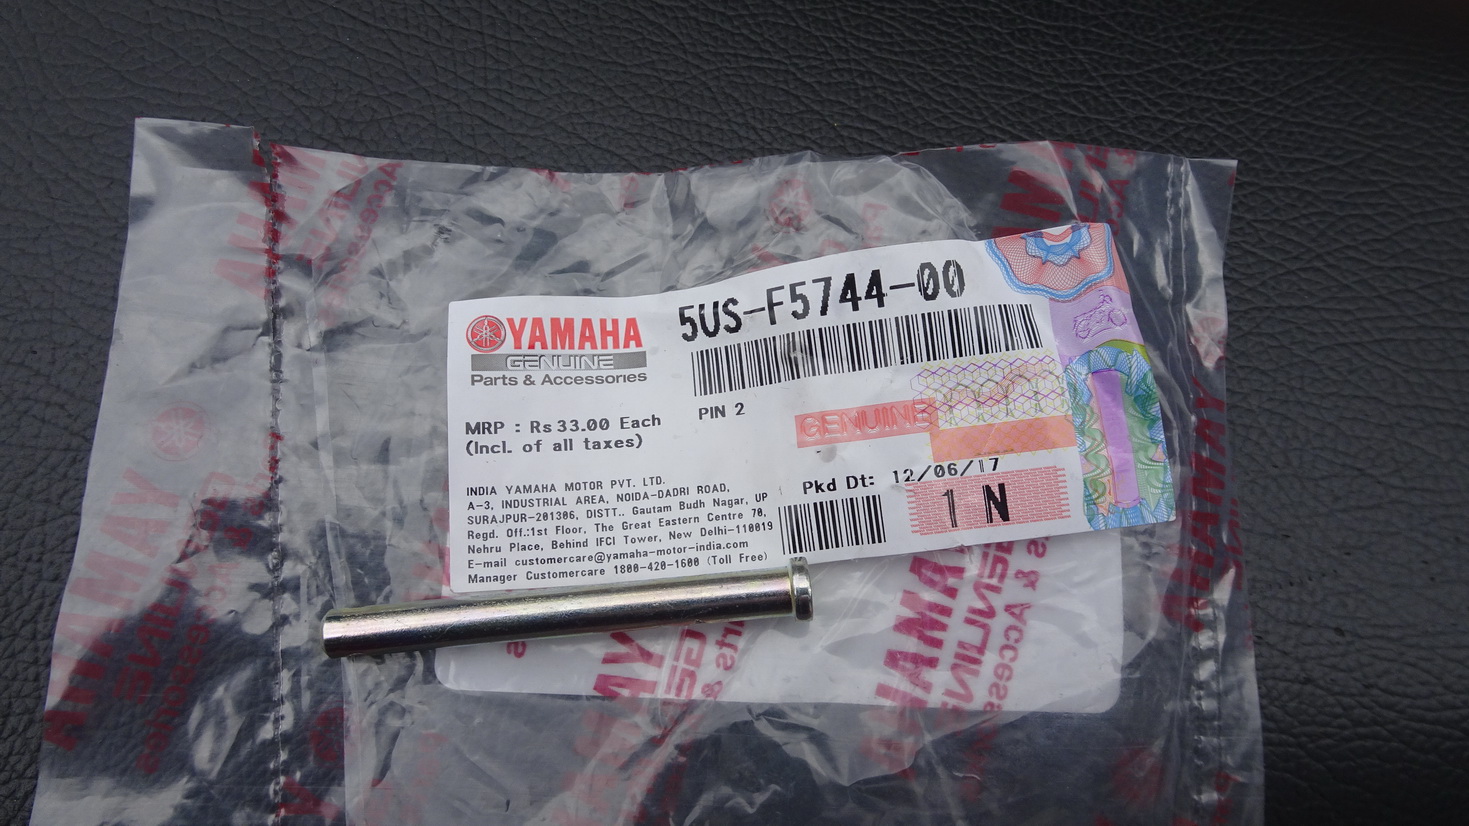 YAMAHA
GENUINE
Parts & Accessories
5US-F5744-00
PIN 2
GENUINE
MRP : Rs 33.00 Each
(Incl. of all taxes)
Pkd Dt: 12/06/17
1 N
INDIA YAMAHA MOTOR PVT. LTD.
A-3, INDUSTRIAL AREA, NOIDA-DADRI ROAD,
SURAJPUR-201306, DISTT.. Gautam Budh Nagar, UP
Regd. Off.:1st Floor, The Great Eastern Centre 70,
Nehru Place, Behind IFCI Tower, New Delhi-110019
E-mail customercare@yamaha-motor-india.com
Manager Customercare 1800-420-1600 (Toll Free)
YAMAHA
GENUINE